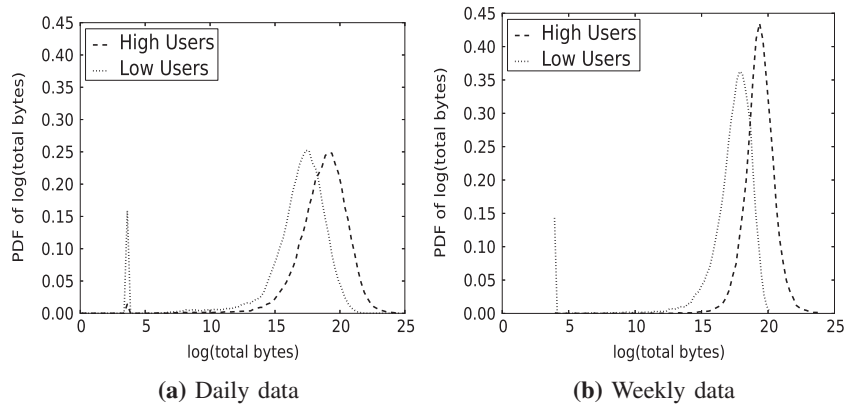 0.45
0.40
0.35
0.30
0.25
0.20
0.15
0.10
0.05
0.00
PDF of log(total bytes)
High Users
Low Users
0 5 10 15 20 25
log(total bytes)
(a) Daily data
0.45
0.40
0.35
0.30
0.25
0.20
0.15
0.10
0.05
0.00
PDF of log(total bytes)
High Users
Low Users
0 5 10 15 20 25
log(total bytes)
(b) Weekly data